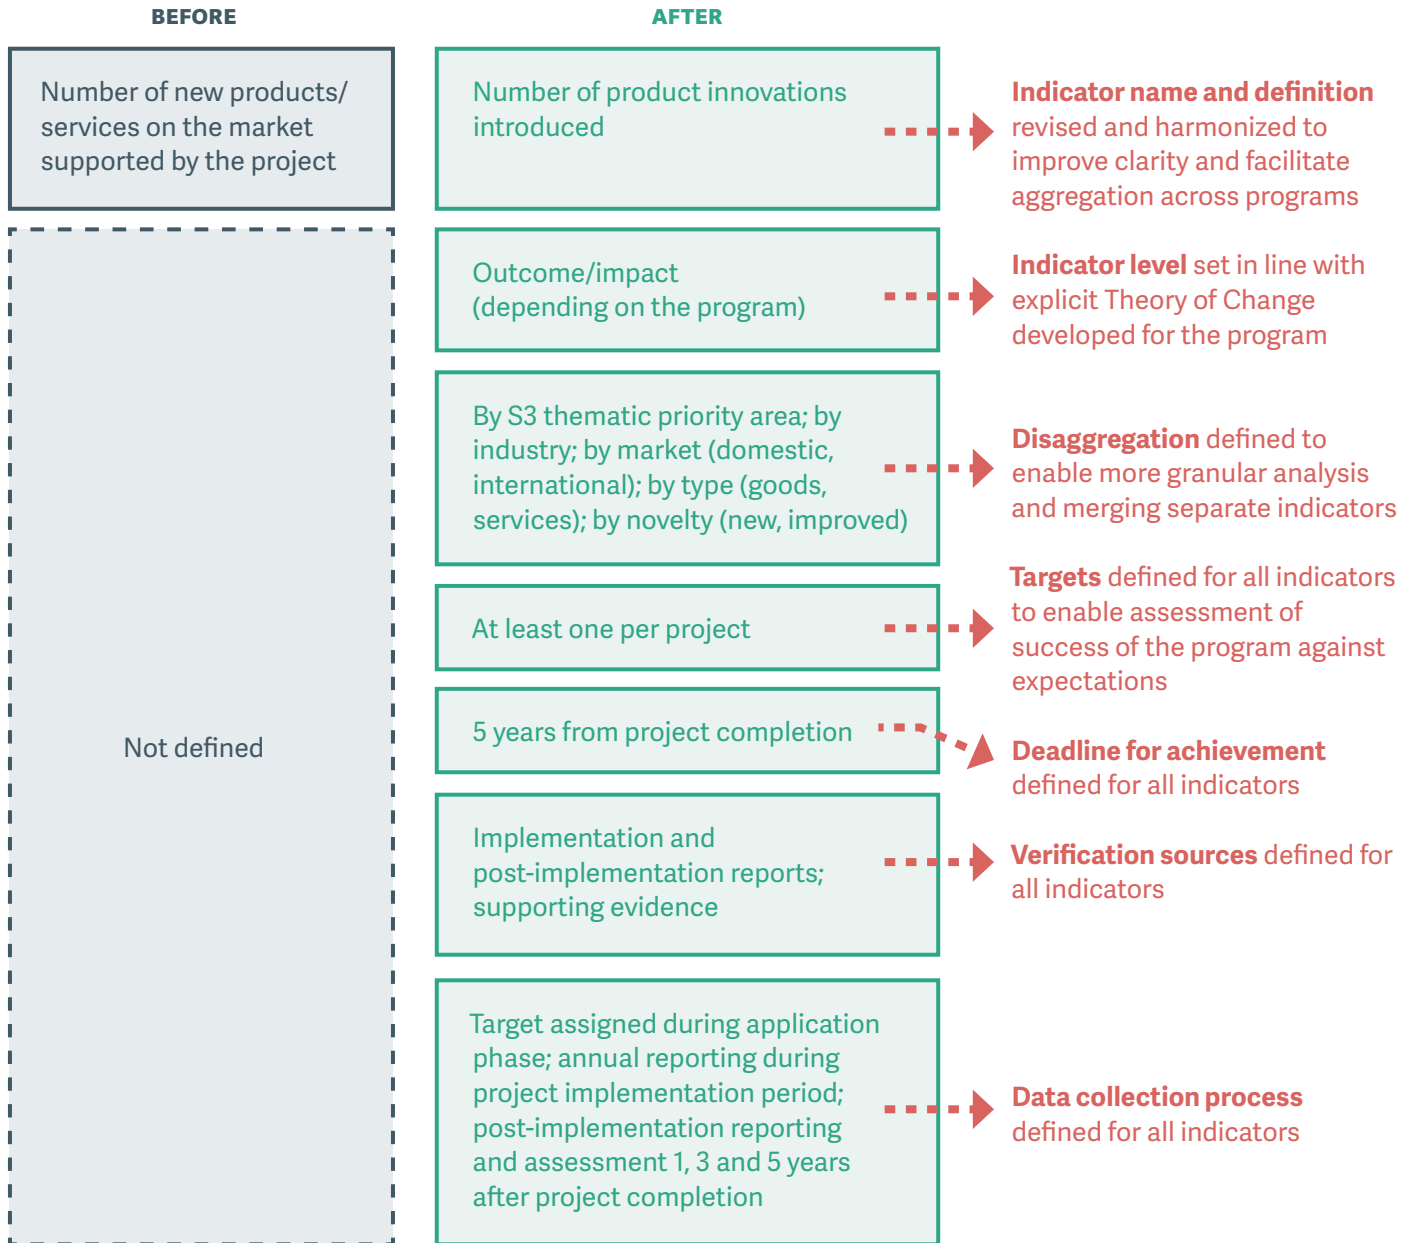 BEFORE
AFTER
Number of new products/
services on the market
supported by the project
Number of product innovations
introduced
Indicator name and definition
revised and harmonized to
improve clarity and facilitate
aggregation across programs
Not defined
Outcome/impact
(depending on the program)
Indicator level set in line with
explicit Theory of Change
developed for the program
By S3 thematic priority area; by
industry; by market (domestic,
international); by type (goods,
services); by novelty (new, improved)
Disaggregation defined to
enable more granular analysis
and merging separate indicators
At least one per project
Targets defined for all indicators
to enable assessment of
success of the program against
expectations
5 years from project completion
Deadline for achievement
defined for all indicators
Implementation and
post-implementation reports;
supporting evidence
Verification sources defined for
all indicators
Target assigned during application
phase; annual reporting during
project implementation period;
post-implementation reporting
and assessment 1, 3 and 5 years
after project completion
Data collection process
defined for all indicators